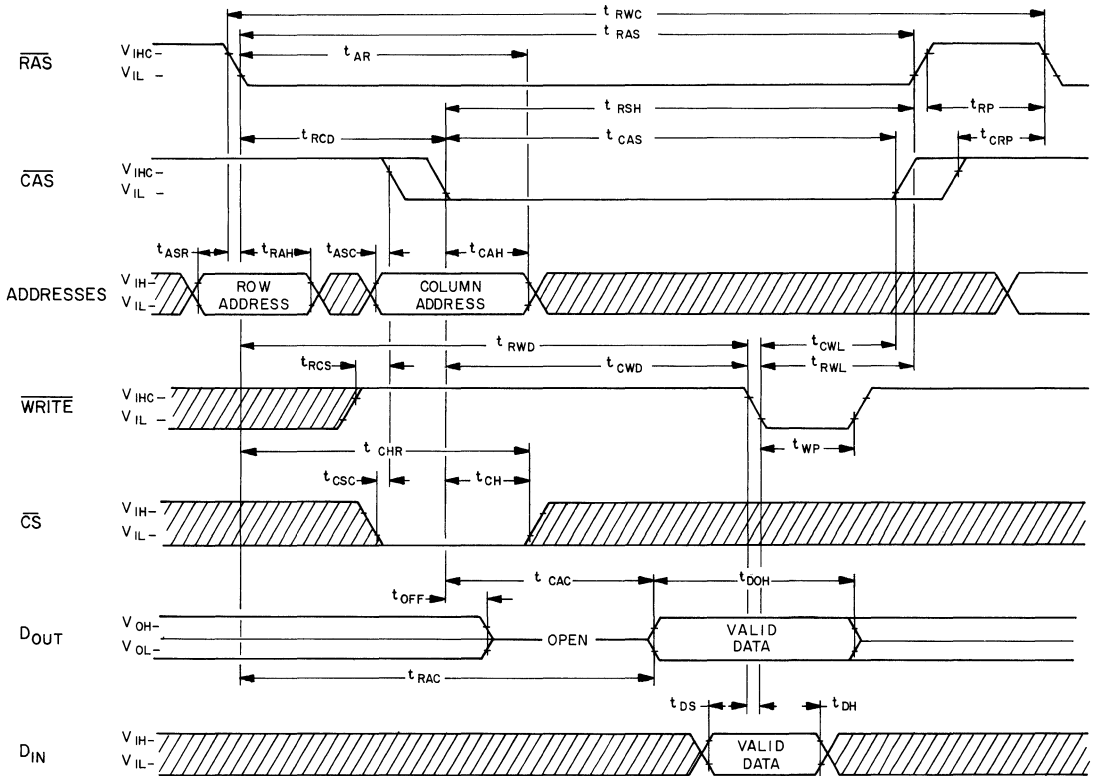 t RWC
t RAS
t AR
RAS
V IHC
V IL
t RSH
t RP
t RCD
t CAS
t CRP
CAS
V IHC
V IL
t ASR
t RAH
t ASC
t CAH
ADDRESSES
V IH
V IL
ROW ADDRESS
COLUMN ADDRESS
t RWD
t CWL
t RCS
t CWD
t RWL
WRITE
V IHC
V IL
t WP
t CHR
t CSC
t CH
CS
V IH
V IL
t CAC
t DOH
t OFF
D OUT
V OH
V OL
OPEN
VALID DATA
t RAC
t DS
t DH
D IN
V IH
V IL
VALID DATA